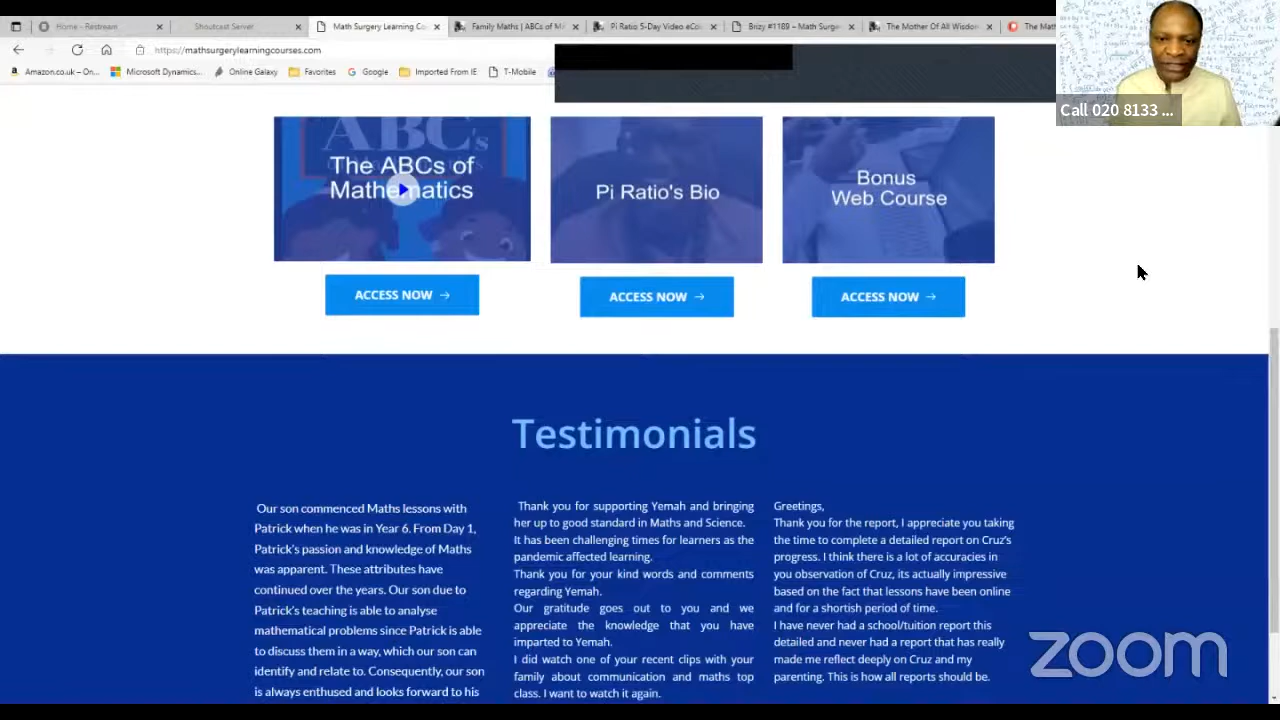 Home - Restream
Shoutcast Server
Math Surgery Learning Co
Family Maths | ABCs of M
Pi Ratio 5-Day Video eCo
Brizy #1189 – Math Surge
The Mother Of All Wisdo
The Mat
https://mathsurgerylearningcourses.com
Amazon.co.uk – On...
Microsoft Dynamics...
Online Galaxy
Favorites
Google
Imported From IE
T-Mobile
Call 020 8133 ...
ABC's
The ABCs of
Mathematics
Pi Ratio's Bio
Bonus
Web Course
ACCESS NOW →
ACCESS NOW →
ACCESS NOW →
Testimonials
Our son commenced Maths lessons with
Patrick when he was in Year 6. From Day 1,
Patrick's passion and knowledge of Maths
was apparent. These attributes have
continued over the years. Our son due to
Patrick's teaching is able to analyse
mathematical problems since Patrick is able
to discuss them in a way, which our son can
identify and relate to. Consequently, our son
is always enthused and looks forward to his
Thank you for supporting Yemah and bringing
her up to good standard in Maths and Science.
It has been challenging times for learners as the
pandemic affected learning.
Thank you for your kind words and comments
regarding Yemah.
Our gratitude goes out to you and we
appreciate the knowledge that you have
imparted to Yemah.
I did watch one of your recent clips with your
family about communication and maths top
class. I want to watch it again.
Greetings,
Thank you for the report, I appreciate you taking
the time to complete a detailed report on Cruz's
progress. I think there is a lot of accuracies in
you observation of Cruz, its actually impressive
based on the fact that lessons have been online
and for a shortish period of time.
I have never had a school/tuition report this
detailed and never had a report that has really
made me reflect deeply on Cruz and my
parenting. This is how all reports should be.
zoom